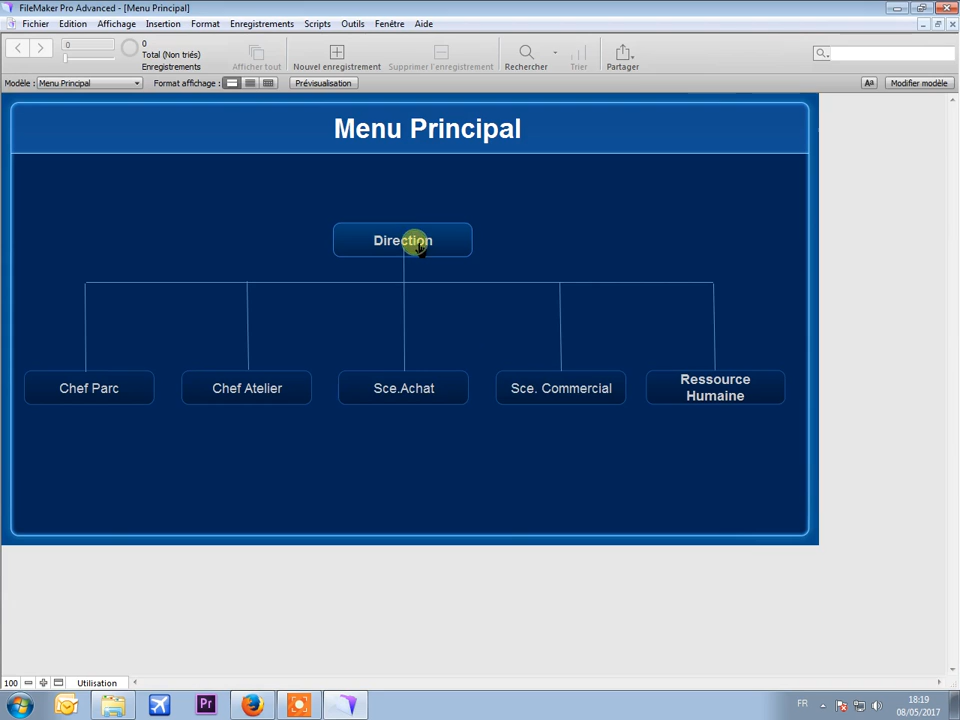 FileMaker Pro Advanced - [Menu Principal]
Fichier Edition Affichage Insertion Format Enregistrements Scripts Outils Fenêtre Aide
0
0
Total (Non triés)
Enregistrements
Afficher tout
Nouvel enregistrement
Supprimer l'enregistrement
Rechercher
Trier
Partager
Modèle : Menu Principal Format affichage : Prévisualisation Aa Modifier modèle
Menu Principal
Direction
Chef Parc
Chef Atelier
Sce.Achat
Sce. Commercial
Ressource
Humaine
100 Utilisation
Pr
FR
18:19
08/05/2017